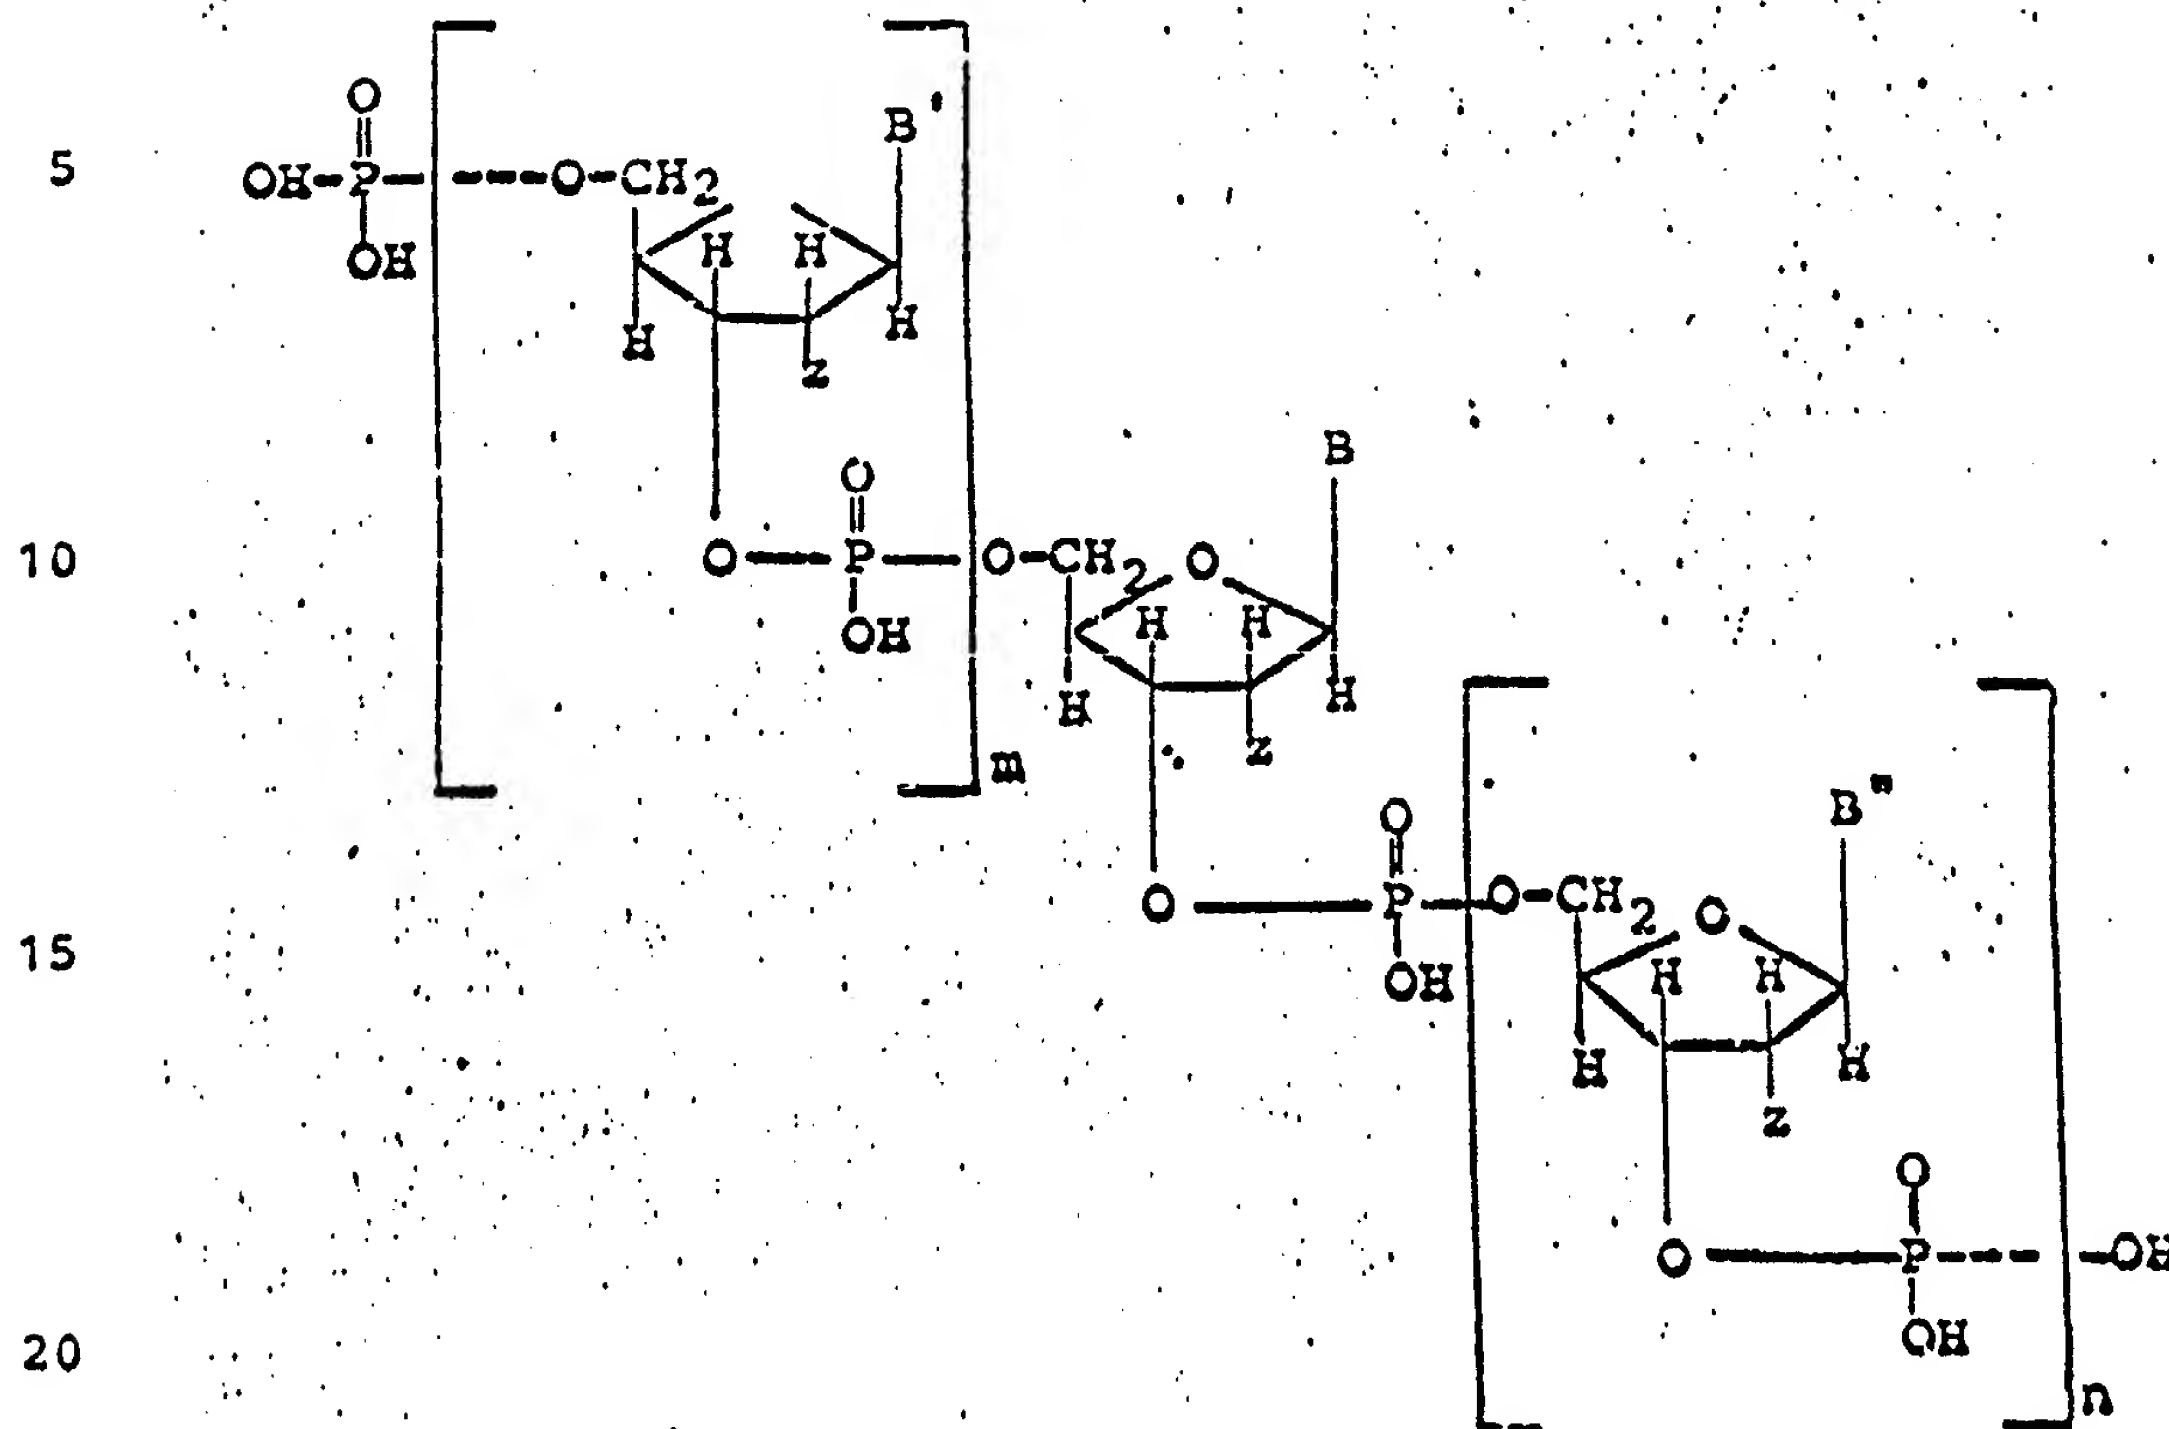 O B'
5 OH P O CH2
OH H H
H H
z
B
O
10 O P O CH2 O
OH H H
H H
z
m
O B"
15 O P O CH2 O
OH H H
H H
z
O
O P OH
20 OH
n